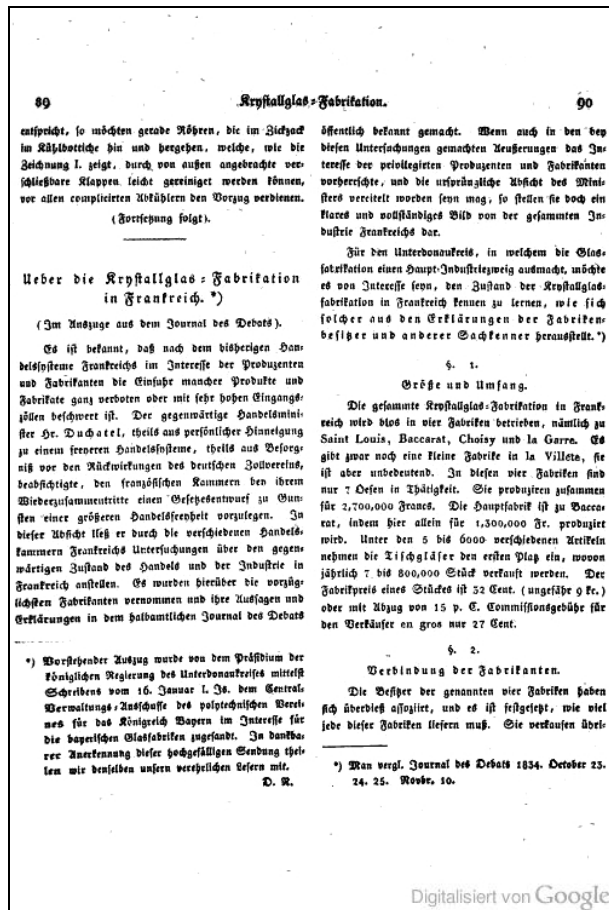 89
Krystallglas=Fabrikation.
90
entspricht, so möchten gerade Röhren, die im Zickzack
im Kühlbottiche hin und hergehen, welche, wie die
Zeichnung I. zeigt, durch von außen angebrachte ver-
schließbare Klappen leicht gereiniget werden können,
vor allen complicirten Abkühlern den Vorzug verdienen.
(Fortsetzung folgt).
Ueber die Krystallglas=Fabrikation
in Frankreich. *)
(Im Auszuge aus dem Journal des Debats).
Es ist bekannt, daß nach dem bisherigen Han-
delssysteme Frankreichs im Interesse der Produzenten
und Fabrikanten die Einfuhr mancher Produkte und
Fabrikate ganz verboten oder mit sehr hohen Eingangs-
zöllen beschwert ist. Der gegenwärtige Handelsmini-
ster Hr. Duchatel, theils aus persönlicher Hinneigung
zu einem freyeren Handelssysteme, theils aus Besorg-
niß vor den Rückwirkungen des deutschen Zollvereins,
beabsichtigte, den französischen Kammern bey ihrem
Wiederzusammentritte einen Gesetzesentwurf zu Gun-
sten einer größeren Handelsfreyheit vorzulegen. In
dieser Absicht ließ er durch die verschiedenen Handels-
kammern Frankreichs Untersuchungen über den gegen-
wärtigen Zustand des Handels und der Industrie in
Frankreich anstellen. Es wurden hierüber die vorzüg-
lichsten Fabrikanten vernommen und ihre Aussagen und
Erklärungen in dem halbamtlichen Journal des Debats
*) Vorstehender Auszug wurde von dem Präsidium der
königlichen Regierung des Unterdonaukreises mittelst
Schreibens vom 16. Januar l. Js. dem Central-
Verwaltungs=Ausschusse des polytechnischen Verei-
nes für das Königreich Bayern im Interesse für
die bayerischen Glasfabriken zugesandt. In dankba-
rer Anerkennung dieser hochgefälligen Sendung thei-
len wir denselben unsern verehrlichen Lesern mit.
D. R.
öffentlich bekannt gemacht. Wenn auch in den bey
diesen Untersuchungen gemachten Aeußerungen das In-
teresse der privilegirten Produzenten und Fabrikanten
vorherrschte, und die ursprüngliche Absicht des Mini-
sters vereitelt worden seyn mag, so stellen sie doch ein
klares und vollständiges Bild von der gesammten In-
dustrie Frankreichs dar.
Für den Unterdonaukreis, in welchem die Glas-
fabrikation einen Haupt=Industriezweig ausmacht, möchte
es von Interesse seyn, den Zustand der Krystallglas-
fabrikation in Frankreich kennen zu lernen, wie sich
solcher aus den Erklärungen der Fabriken-
besitzer und anderer Sachkenner herausstellt. *)
§. 1.
Größe und Umfang.
Die gesammte Krystallglas=Fabrikation in Frank-
reich wird blos in vier Fabriken betrieben, nämlich zu
Saint Louis, Baccarat, Choisy und la Garre. Es
gibt zwar noch eine kleine Fabrike in la Villete, sie
ist aber unbedeutend. In diesen vier Fabriken sind
nur 7 Oefen in Thätigkeit. Sie produziren zusammen
für 2,700,000 Francs. Die Hauptfabrik ist zu Bacca-
rat, indem hier allein für 1,300,000 Fr. produzirt
wird. Unter den 5 bis 6000 verschiedenen Artikeln
nehmen die Tischgläser den ersten Platz ein, wovon
jährlich 7 bis 800,000 Stück verkauft werden. Der
Fabrikpreis eines Stückes ist 32 Cent. (ungefähr 9 kr.)
oder mit Abzug von 15 p. C. Commissionsgebühr für
den Verkäufer en gros nur 27 Cent.
§. 2.
Verbindung der Fabrikanten.
Die Besitzer der genannten vier Fabriken haben
sich überdieß assoziirt, und es ist festgesetzt, wie viel
jede dieser Fabriken liefern muß. Sie verkaufen übri-
*) Man vergl. Journal des Debats 1834. October 23.
24. 25. Novbr. 10.
Digitalisiert von Google